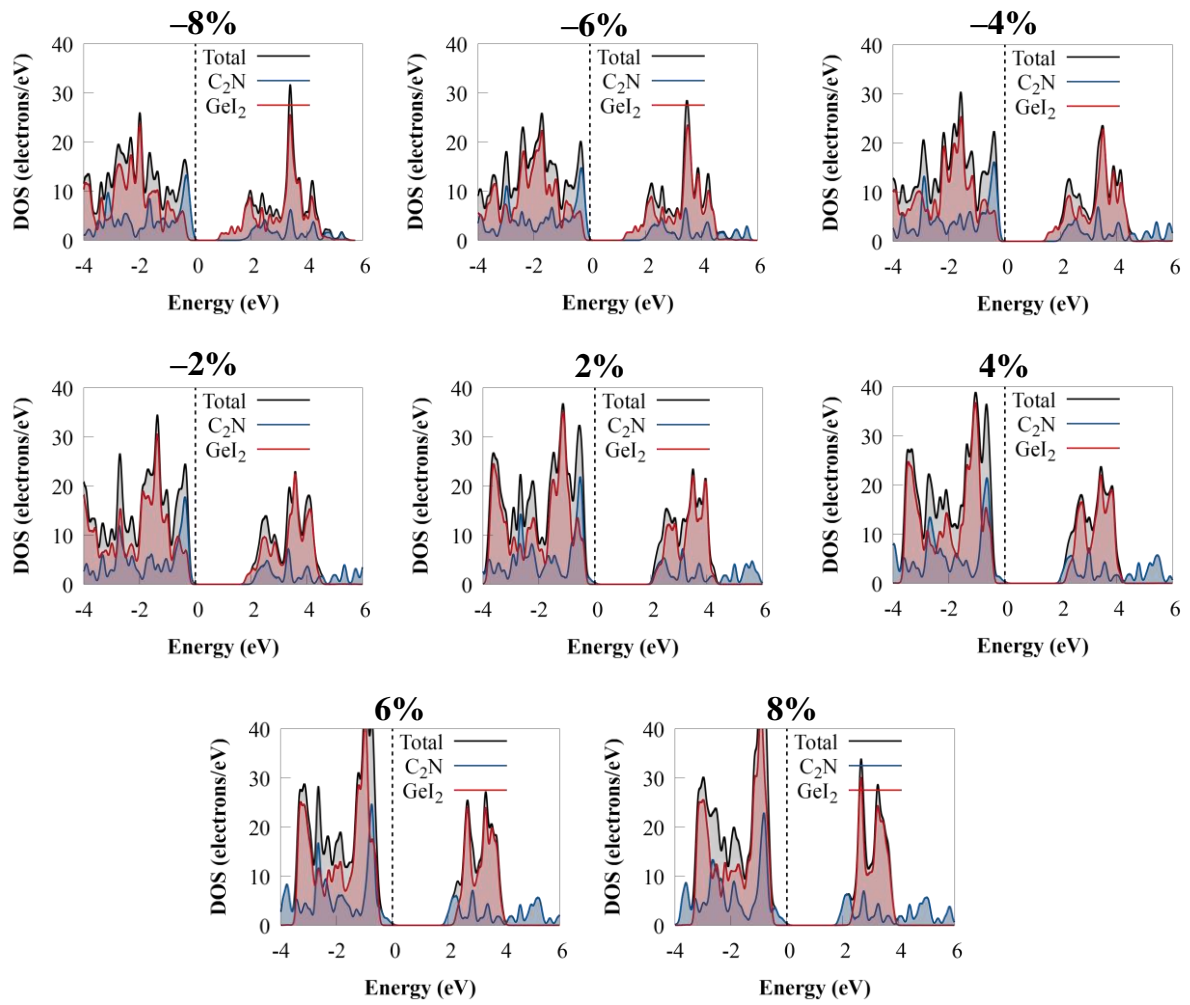 –8%
DOS (electrons/eV)
40
30
20
10
0
Total
C₂N
GeI₂
-4 -2 0 2 4 6
Energy (eV)
–6%
DOS (electrons/eV)
40
30
20
10
0
Total
C₂N
GeI₂
-4 -2 0 2 4 6
Energy (eV)
–4%
DOS (electrons/eV)
40
30
20
10
0
Total
C₂N
GeI₂
-4 -2 0 2 4 6
Energy (eV)
–2%
DOS (electrons/eV)
40
30
20
10
0
Total
C₂N
GeI₂
-4 -2 0 2 4 6
Energy (eV)
2%
DOS (electrons/eV)
40
30
20
10
0
Total
C₂N
GeI₂
-4 -2 0 2 4 6
Energy (eV)
4%
DOS (electrons/eV)
40
30
20
10
0
Total
C₂N
GeI₂
-4 -2 0 2 4 6
Energy (eV)
6%
DOS (electrons/eV)
40
30
20
10
0
Total
C₂N
GeI₂
-4 -2 0 2 4 6
Energy (eV)
8%
DOS (electrons/eV)
40
30
20
10
0
Total
C₂N
GeI₂
-4 -2 0 2 4 6
Energy (eV)